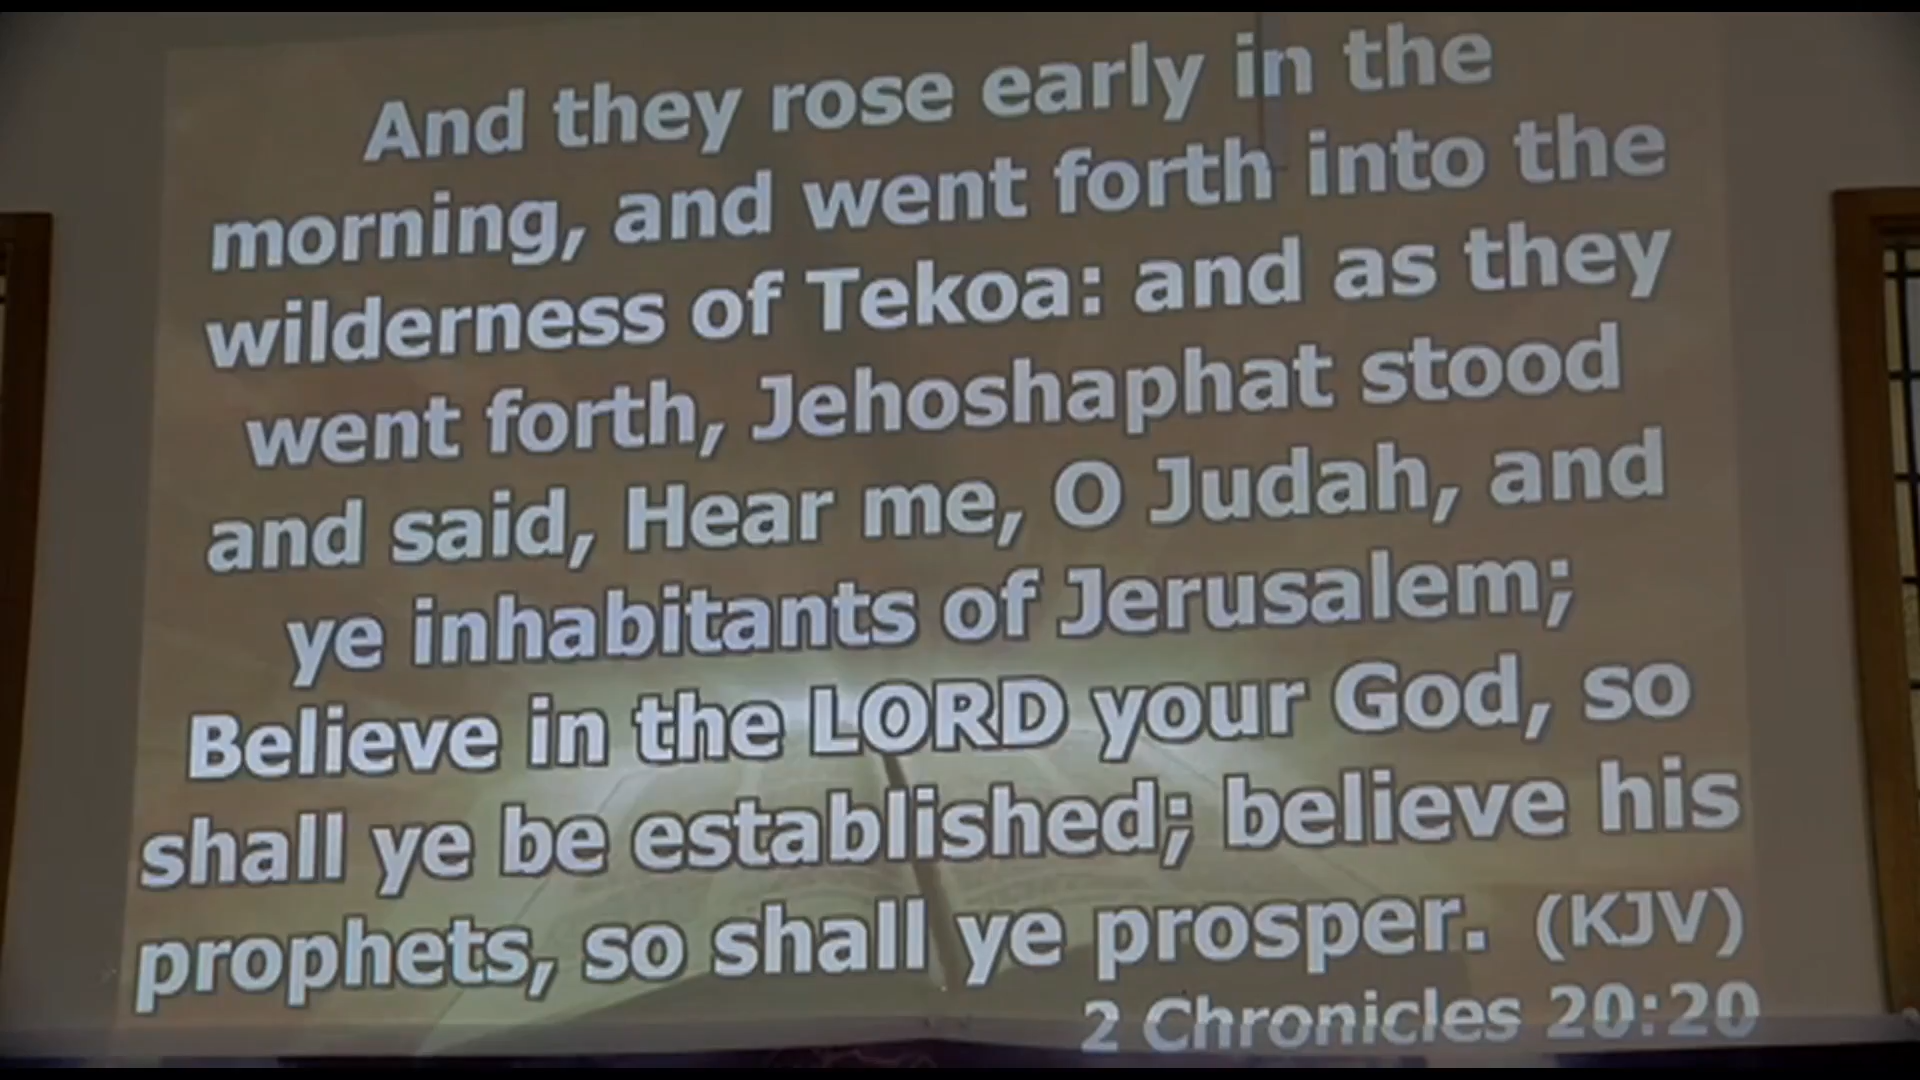 And they rose early in the
morning, and went forth into the
wilderness of Tekoa: and as they
went forth, Jehoshaphat stood
and said, Hear me, O Judah, and
ye inhabitants of Jerusalem;
Believe in the LORD your God, so
shall ye be established; believe his
prophets, so shall ye prosper. (KJV)
2 Chronicles 20:20